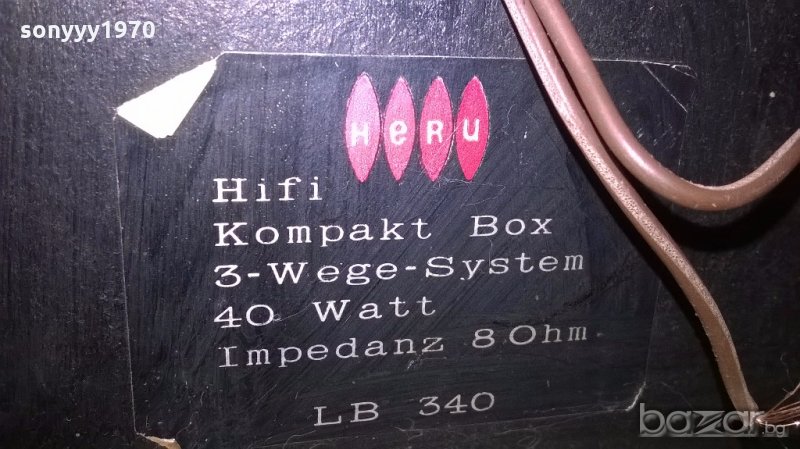 sonyyy1970
HeRU
Hifi
Kompakt Box
3-Wege-System
40 Watt
Impedanz 8 Ohm
LB 340
bazar.bg